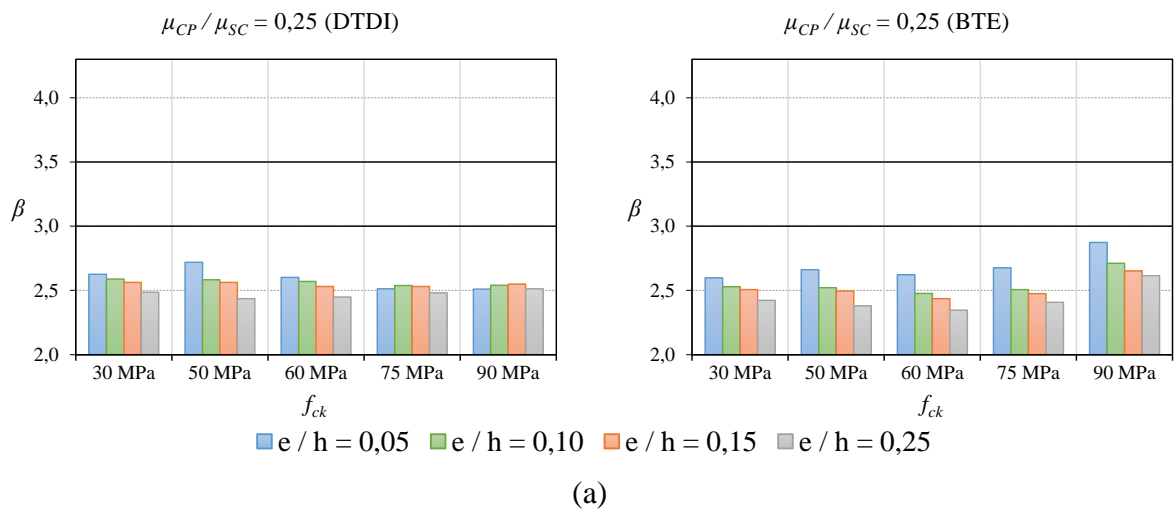 μCP / μSC = 0,25 (DTDI)
4,0
3,5
3,0
2,5
2,0
β
30 MPa 50 MPa 60 MPa 75 MPa 90 MPa
fck
μCP / μSC = 0,25 (BTE)
4,0
3,5
3,0
2,5
2,0
β
30 MPa 50 MPa 60 MPa 75 MPa 90 MPa
fck
e / h = 0,05 e / h = 0,10 e / h = 0,15 e / h = 0,25
(a)